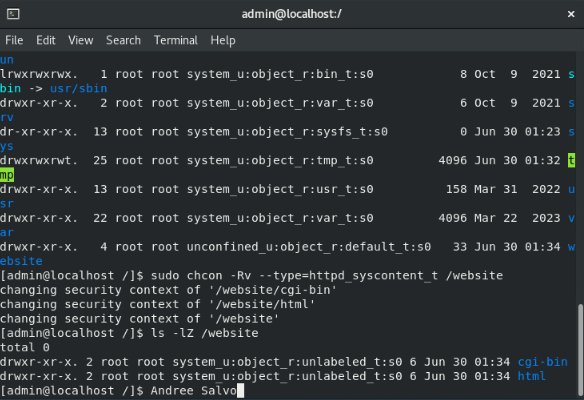 admin@localhost:/
File Edit View Search Terminal Help
un
lrwxrwxrwx. 1 root root system_u:object_r:bin_t:s0 8 Oct 9 2021 s
bin -> usr/sbin
drwxr-xr-x. 2 root root system_u:object_r:var_t:s0 6 Oct 9 2021 s
rv
dr-xr-xr-x. 13 root root system_u:object_r:sysfs_t:s0 0 Jun 30 01:23 s
ys
drwxrwxrwt. 25 root root system_u:object_r:tmp_t:s0 4096 Jun 30 01:32 t
mp
drwxr-xr-x. 13 root root system_u:object_r:usr_t:s0 158 Mar 31 2022 u
sr
drwxr-xr-x. 22 root root system_u:object_r:var_t:s0 4096 Mar 22 2023 v
ar
drwxr-xr-x. 4 root root unconfined_u:object_r:default_t:s0 33 Jun 30 01:34 w
ebsite
[admin@localhost /]$ sudo chcon -Rv --type=httpd_syscontent_t /website
changing security context of '/website/cgi-bin'
changing security context of '/website/html'
changing security context of '/website'
[admin@localhost /]$ ls -lZ /website
total 0
drwxr-xr-x. 2 root root system_u:object_r:unlabeled_t:s0 6 Jun 30 01:34 cgi-bin
drwxr-xr-x. 2 root root system_u:object_r:unlabeled_t:s0 6 Jun 30 01:34 html
[admin@localhost /]$ Andree Salvo